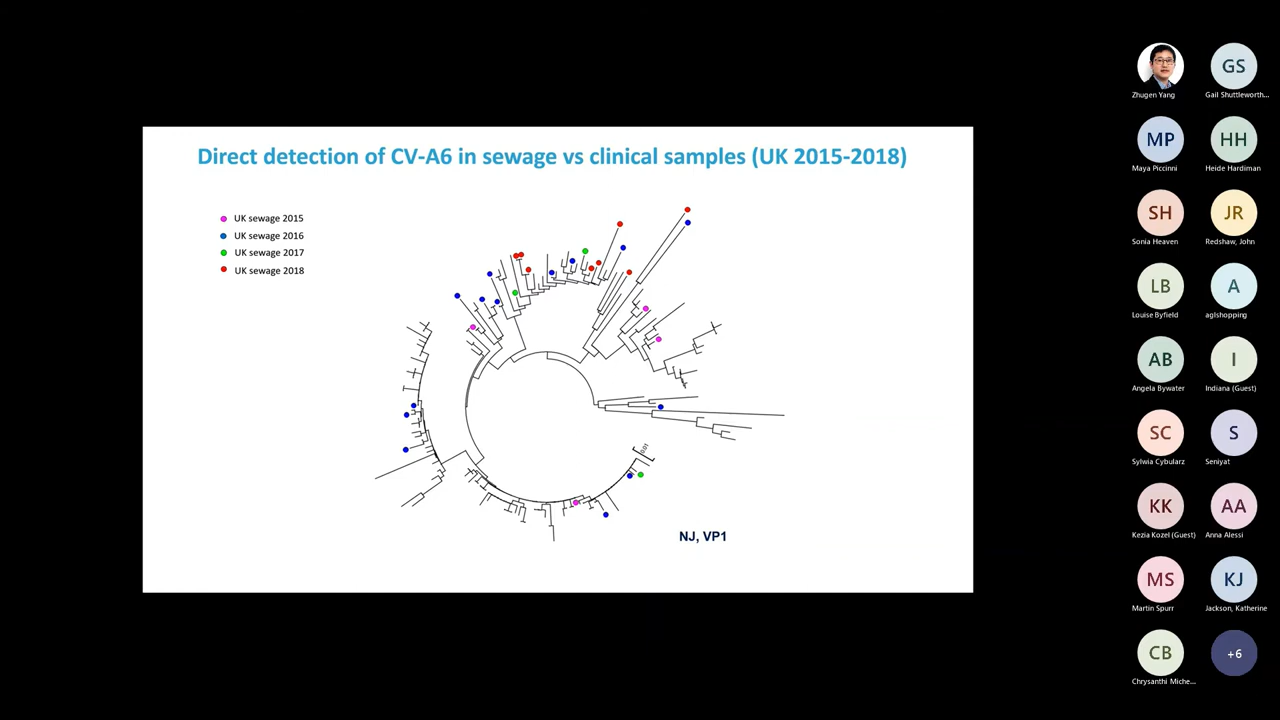 Direct detection of CV-A6 in sewage vs clinical samples (UK 2015-2018)
UK sewage 2015
UK sewage 2016
UK sewage 2017
UK sewage 2018
0.01
NJ, VP1
Zhugen Yang
GS
Gail Shuttleworth...
MP
Maya Piccinni
HH
Heide Hardiman
SH
Sonia Heaven
JR
Redshaw, John
LB
Louise Byfield
A
aglshopping
AB
Angela Bywater
I
Indiana (Guest)
SC
Sylwia Cybularz
S
Seniyat
KK
Kezia Kozel (Guest)
AA
Anna Alessi
MS
Martin Spurr
KJ
Jackson, Katherine
CB
Chrysanthi Miche...
+6